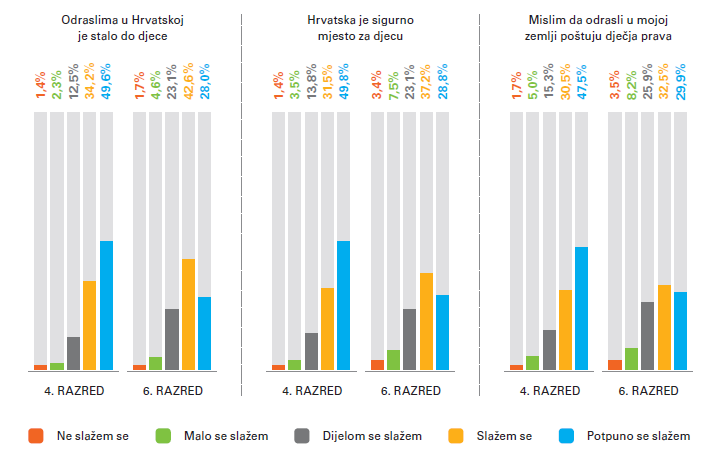 Odraslima u Hrvatskoj
je stalo do djece
1,4%
2,3%
12,5%
34,2%
49,6%
1,7%
4,6%
23,1%
42,6%
28,0%
4. RAZRED
6. RAZRED
Hrvatska je sigurno
mjesto za djecu
1,4%
3,5%
13,8%
31,5%
49,8%
3,4%
7,5%
23,1%
37,2%
28,8%
4. RAZRED
6. RAZRED
Mislim da odrasli u mojoj
zemlji poštuju dječja prava
1,7%
5,0%
15,3%
30,5%
47,5%
3,5%
8,2%
25,9%
32,5%
29,9%
4. RAZRED
6. RAZRED
Ne slažem se
Malo se slažem
Dijelom se slažem
Slažem se
Potpuno se slažem